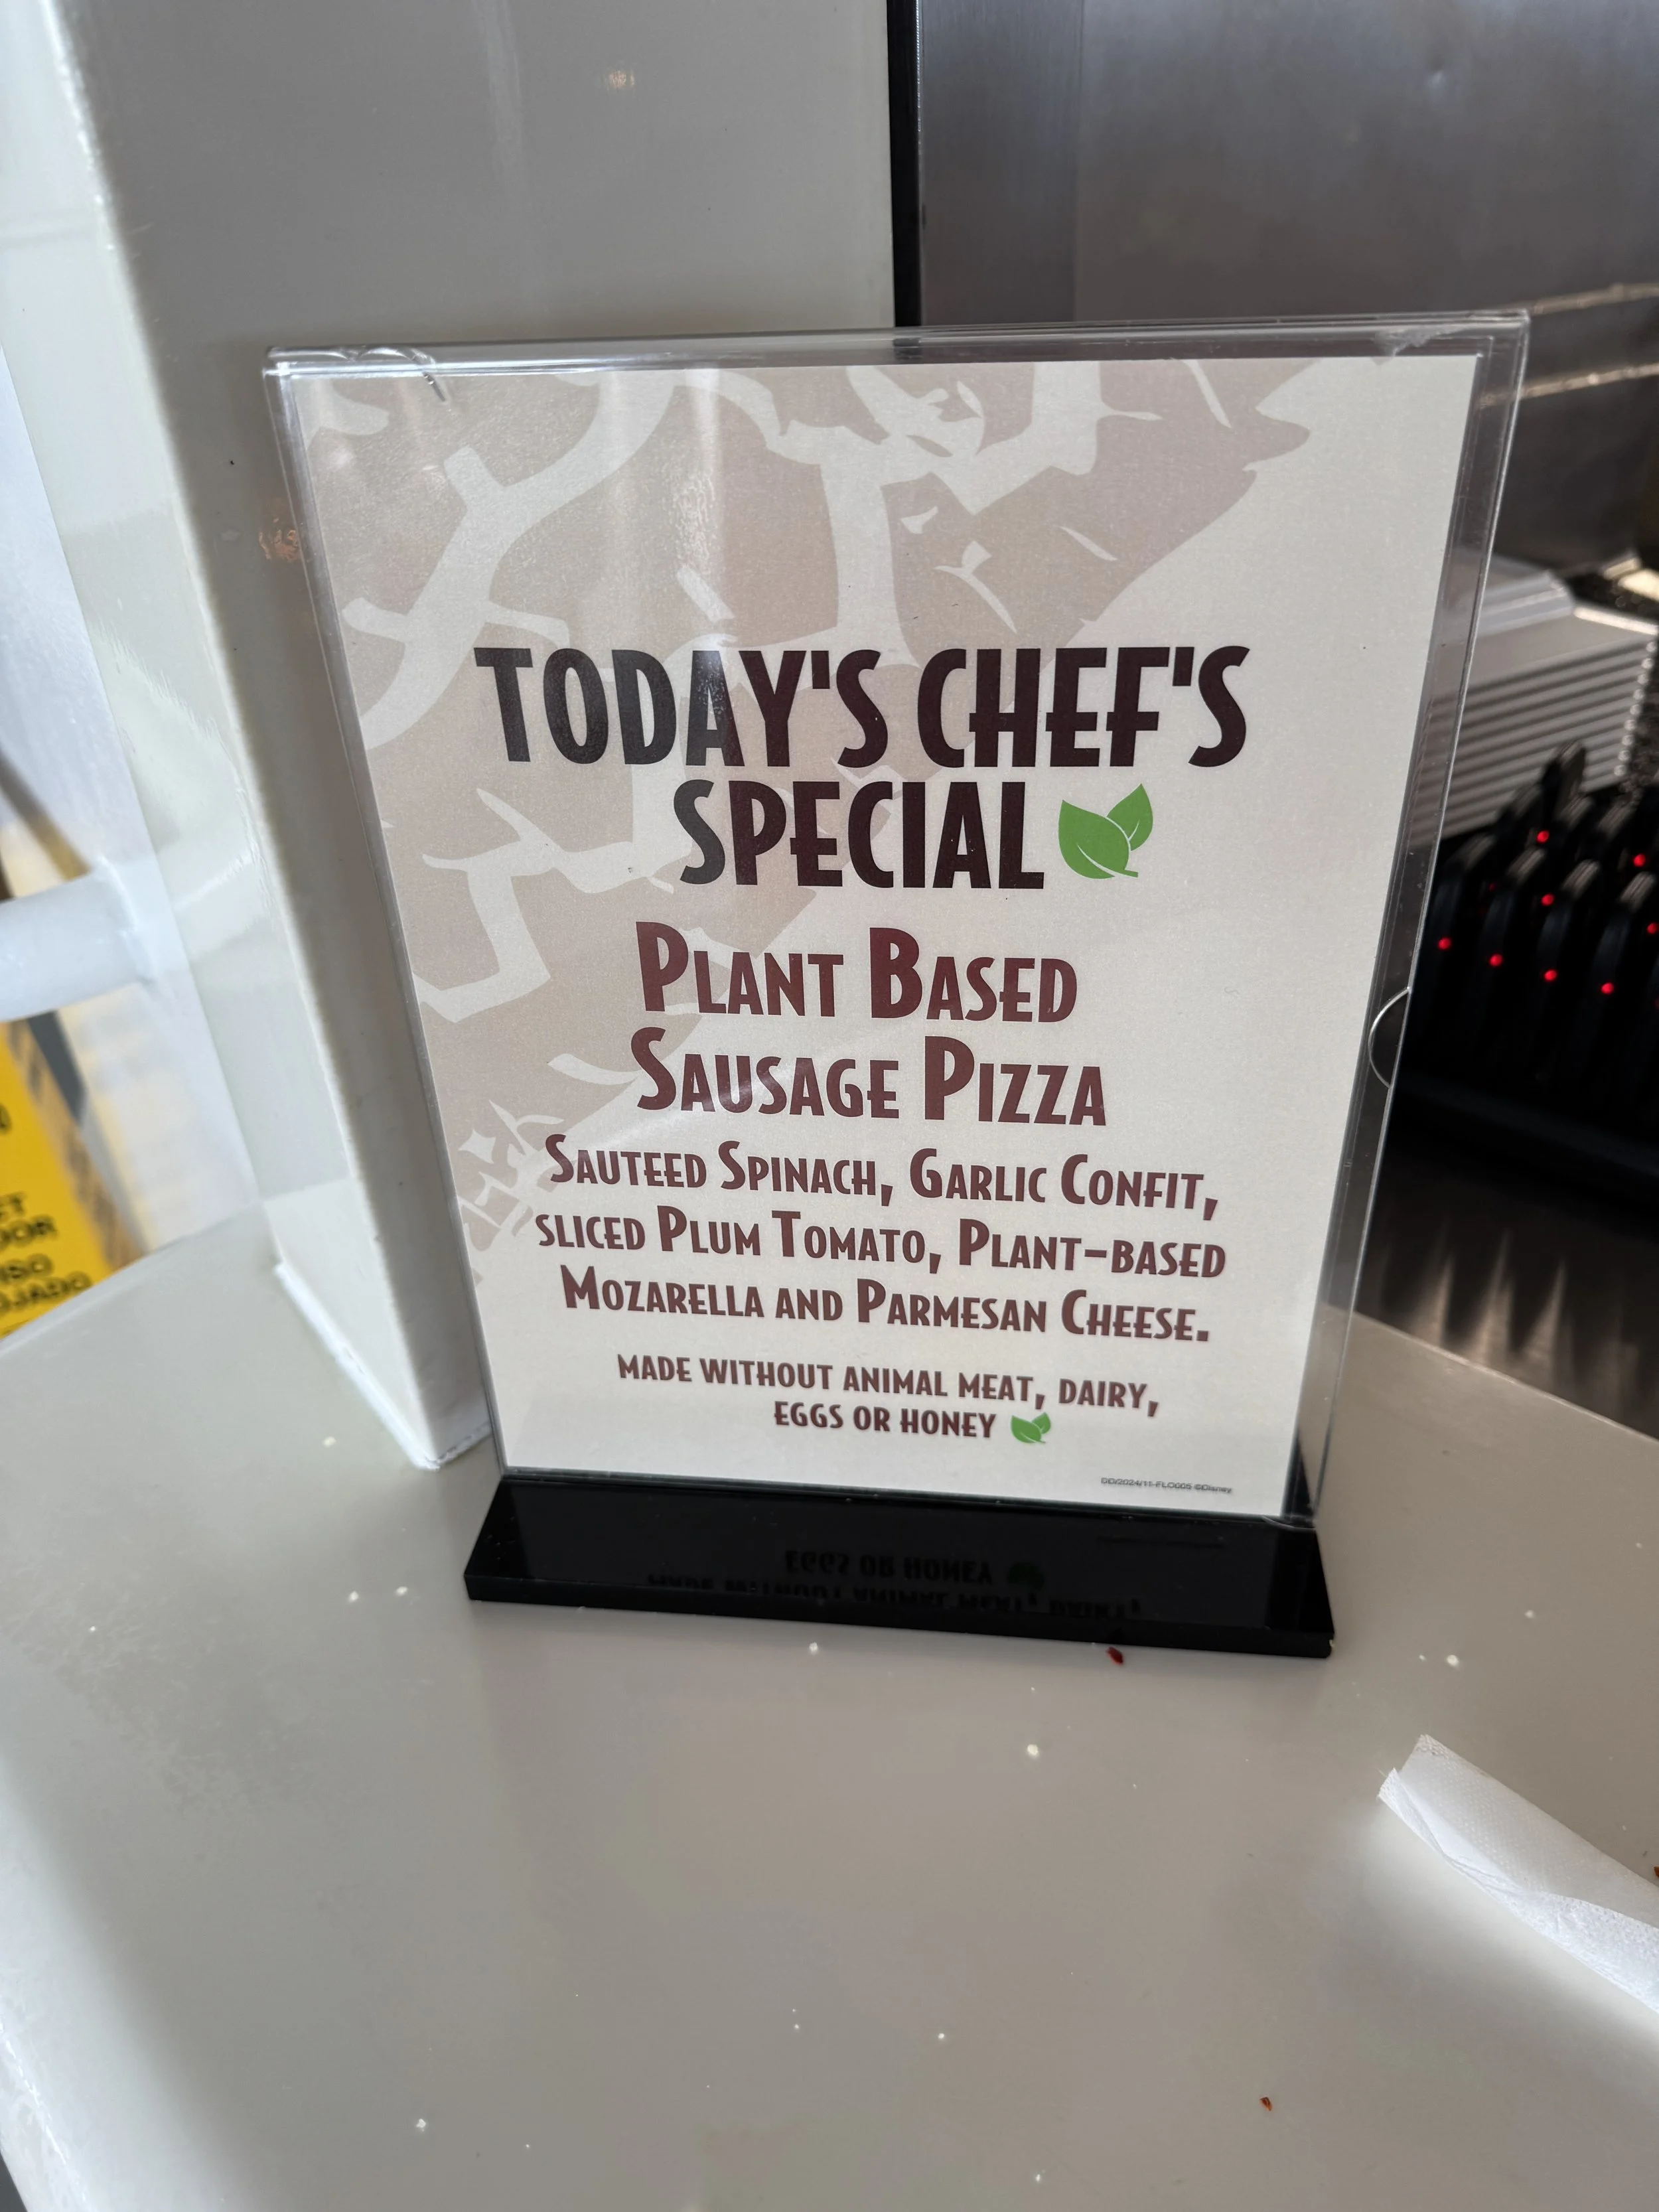 TODAY'S CHEF'S
SPECIAL
PLANT BASED
SAUSAGE PIZZA
SAUTEED SPINACH, GARLIC CONFIT,
SLICED PLUM TOMATO, PLANT-BASED
MOZARELLA AND PARMESAN CHEESE.
MADE WITHOUT ANIMAL MEAT, DAIRY,
EGGS OR HONEY
©Disney